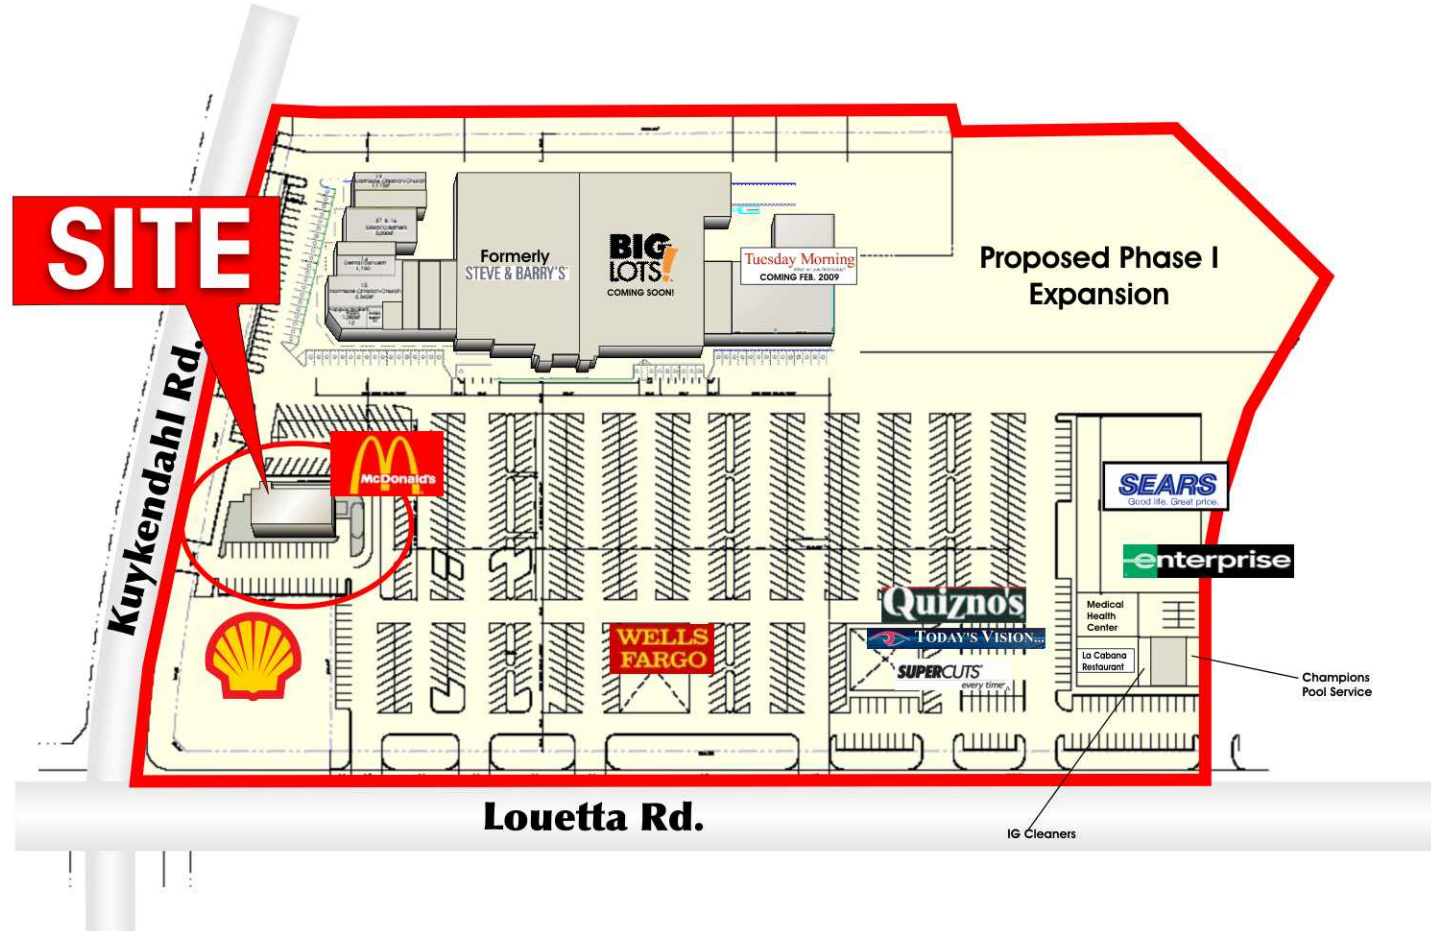 SITE
Kuykendahl Rd.
Formerly
STEVE & BARRY'S
BIG
LOTS!
COMING SOON!
Tuesday Morning
COMING FEB. 2009
Proposed Phase I
Expansion
McDonald's
SEARS
Good life. Great price.
enterprise
Quizno's
TODAY'S VISION...
SUPERCUTS
every time
WELLS
FARGO
Medical
Health
Center
La Cabana
Restaurant
Champions
Pool Service
IG Cleaners
Louetta Rd.